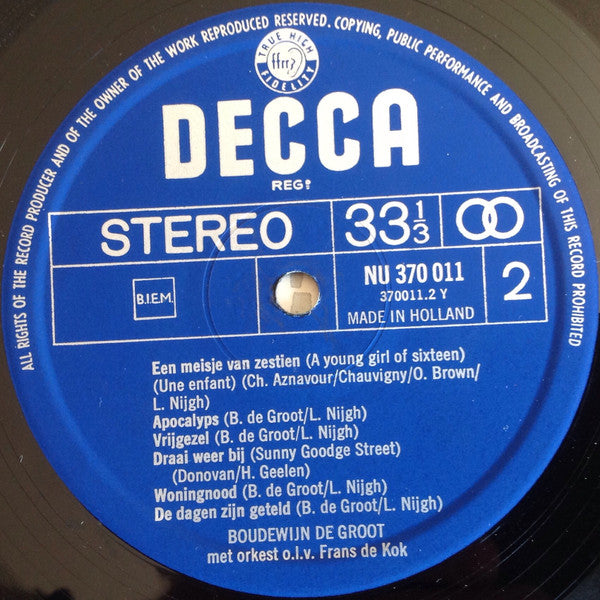 ALL RIGHTS OF THE RECORD PRODUCER AND OF THE OWNER OF THE WORK REPRODUCED RESERVED. COPYING, PUBLIC PERFORMANCE AND BROADCASTING OF THIS RECORD PROHIBITED
TRUE HIGH
ffrr
FIDELITY
DECCA
REGᴅ
STEREO
33⅓
B.I.E.M.
NU 370 011
370011.2 Y
MADE IN HOLLAND
2
Een meisje van zestien (A young girl of sixteen)
(Une enfant) (Ch. Aznavour/Chauvigny/O. Brown/
L. Nijgh)
Apocalyps (B. de Groot/L. Nijgh)
Vrijgezel (B. de Groot/L. Nijgh)
Draai weer bij (Sunny Goodge Street)
(Donovan/H. Geelen)
Woningnood (B. de Groot/L. Nijgh)
De dagen zijn geteld (B. de Groot/L. Nijgh)
BOUDEWIJN DE GROOT
met orkest o.l.v. Frans de Kok